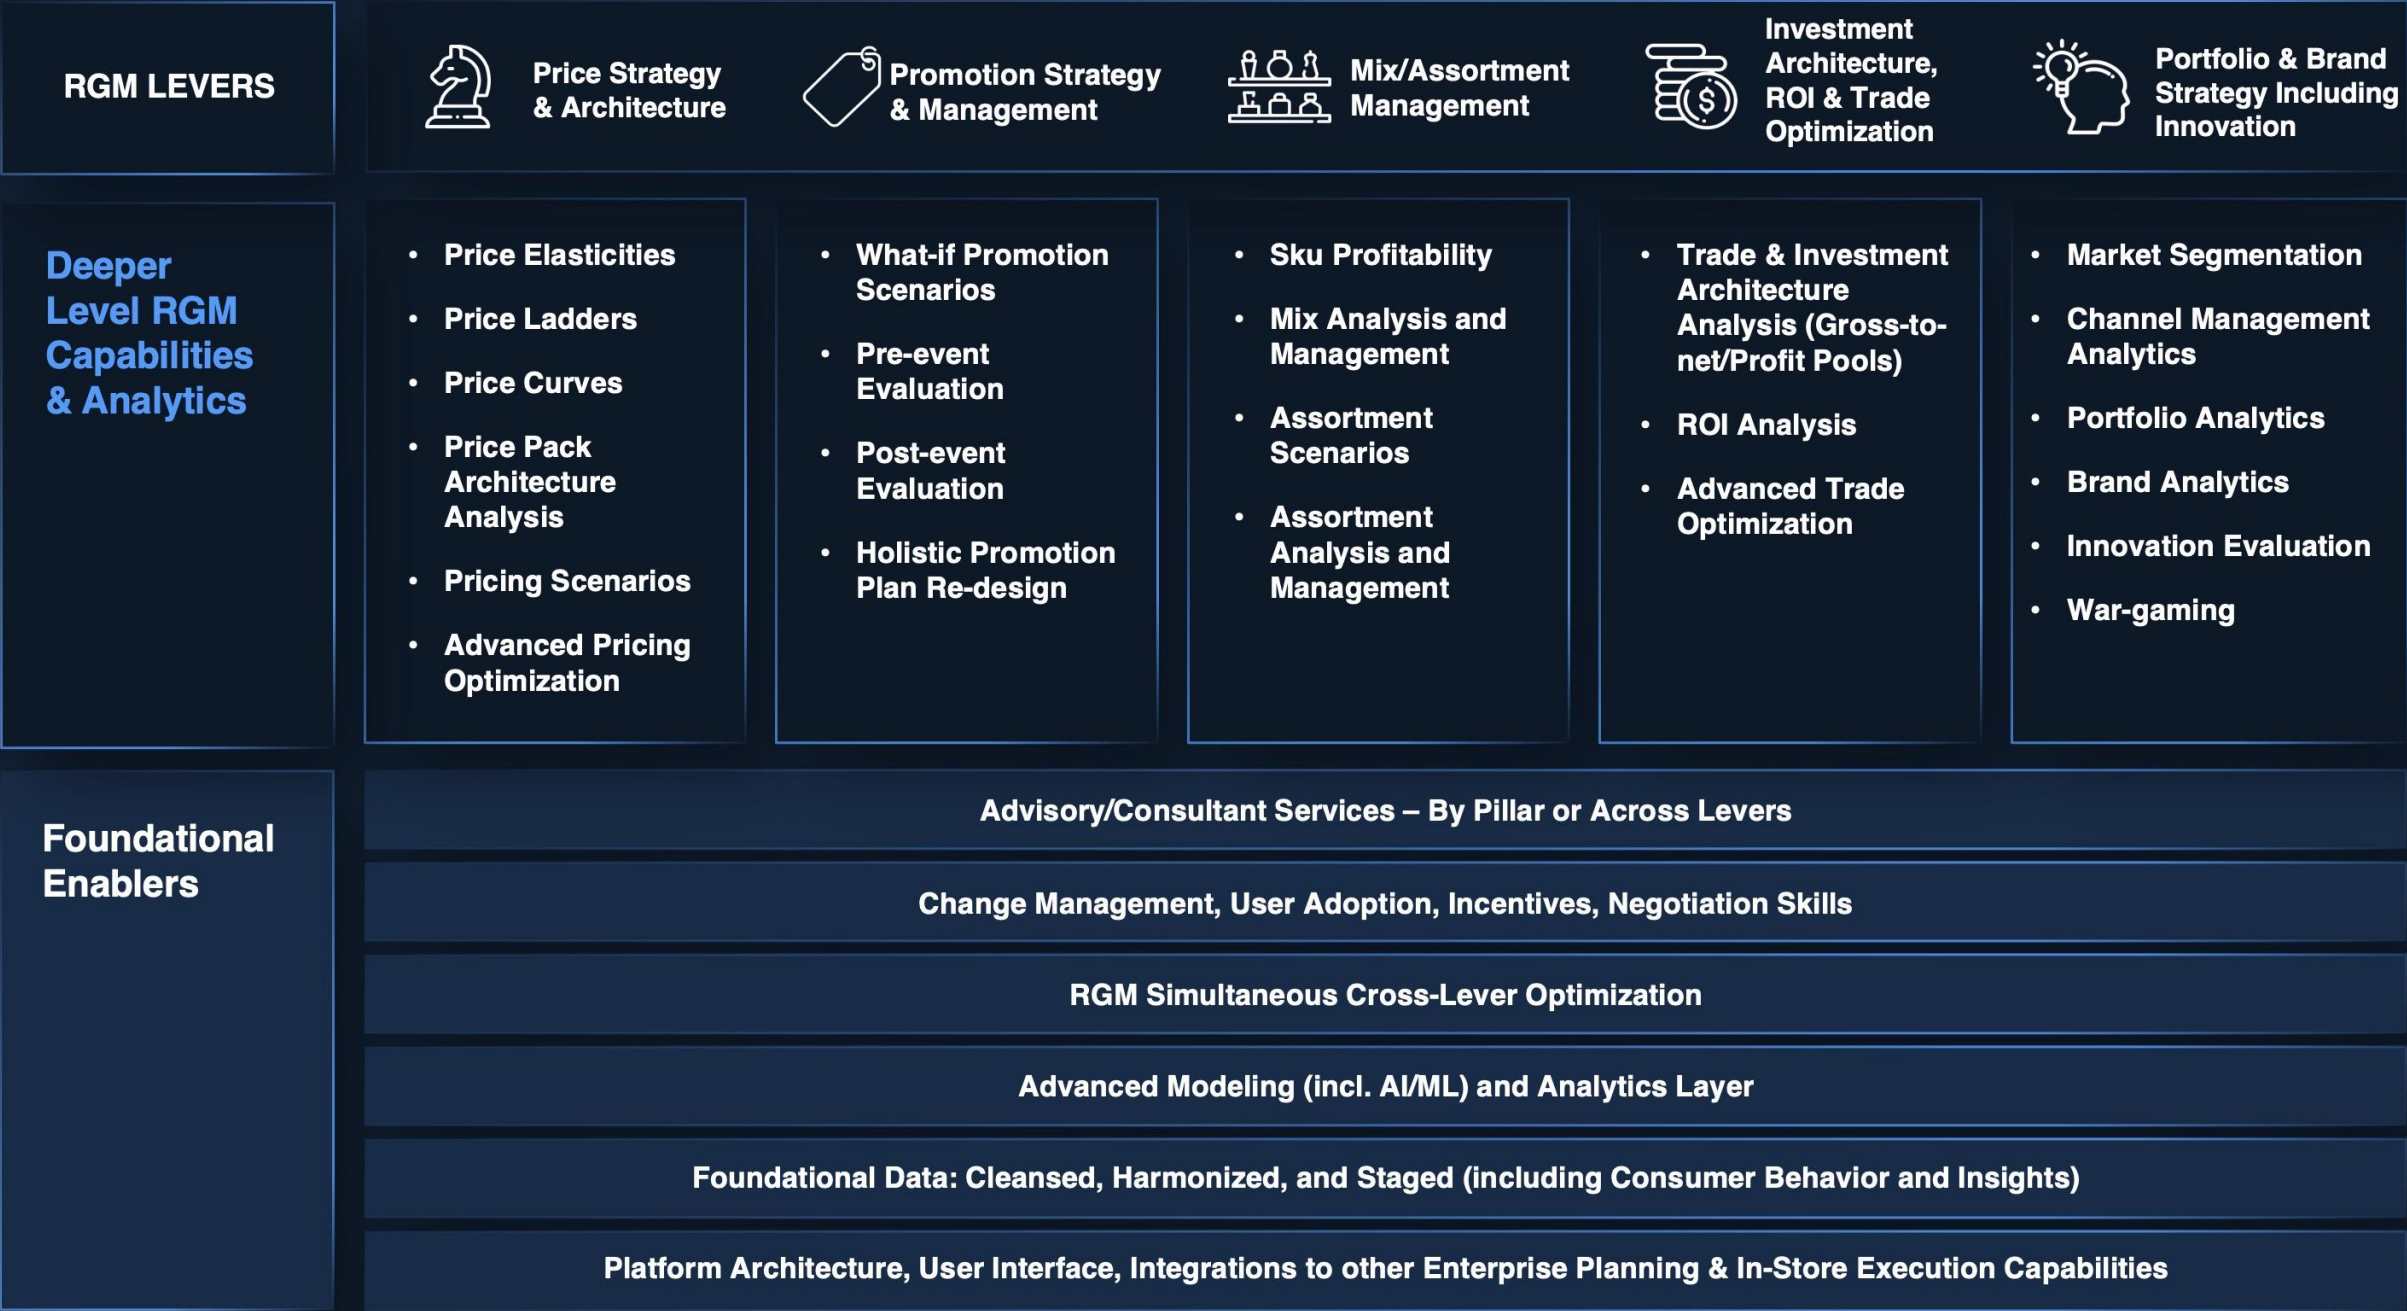 RGM LEVERS
Price Strategy
& Architecture
Promotion Strategy
& Management
Mix/Assortment
Management
Investment
Architecture,
ROI & Trade
Optimization
Portfolio & Brand
Strategy Including
Innovation
Deeper
Level RGM
Capabilities
& Analytics
• Price Elasticities
• Price Ladders
• Price Curves
• Price Pack
Architecture
Analysis
• Pricing Scenarios
• Advanced Pricing
Optimization
• What-if Promotion
Scenarios
• Pre-event
Evaluation
• Post-event
Evaluation
• Holistic Promotion
Plan Re-design
• Sku Profitability
• Mix Analysis and
Management
• Assortment
Scenarios
• Assortment
Analysis and
Management
• Trade & Investment
Architecture
Analysis (Gross-to-
net/Profit Pools)
• ROI Analysis
• Advanced Trade
Optimization
• Market Segmentation
• Channel Management
Analytics
• Portfolio Analytics
• Brand Analytics
• Innovation Evaluation
• War-gaming
Foundational
Enablers
Advisory/Consultant Services – By Pillar or Across Levers
Change Management, User Adoption, Incentives, Negotiation Skills
RGM Simultaneous Cross-Lever Optimization
Advanced Modeling (incl. AI/ML) and Analytics Layer
Foundational Data: Cleansed, Harmonized, and Staged (including Consumer Behavior and Insights)
Platform Architecture, User Interface, Integrations to other Enterprise Planning & In-Store Execution Capabilities